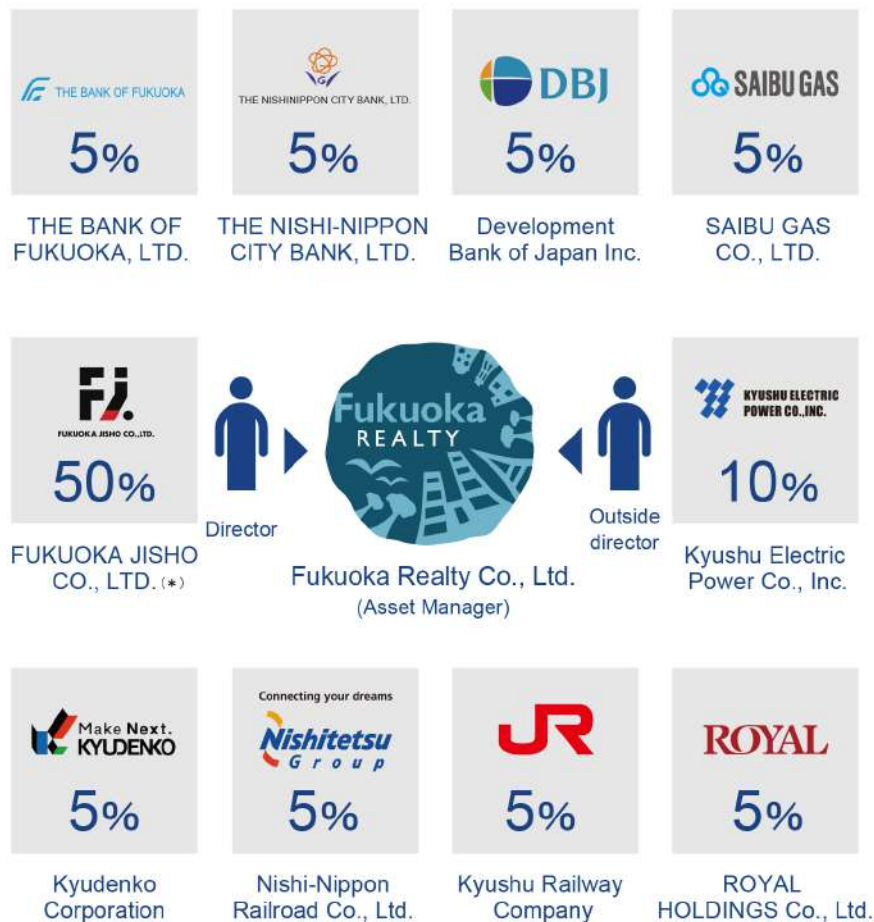 THE BANK OF FUKUOKA
5%
THE BANK OF
FUKUOKA, LTD.
THE NISHINIPPON CITY BANK, LTD.
5%
THE NISHI-NIPPON
CITY BANK, LTD.
DBJ
5%
Development
Bank of Japan Inc.
SAIBU GAS
5%
SAIBU GAS
CO., LTD.
FJ.
FUKUOKA JISHO CO.,LTD.
50%
FUKUOKA JISHO
CO., LTD. (*)
Director
Fukuoka
REALTY
Fukuoka Realty Co., Ltd.
(Asset Manager)
Outside
director
KYUSHU ELECTRIC
POWER CO.,INC.
10%
Kyushu Electric
Power Co., Inc.
Make Next.
KYUDENKO
5%
Kyudenko
Corporation
Connecting your dreams
Nishitetsu
Group
5%
Nishi-Nippon
Railroad Co., Ltd.
JR
5%
Kyushu Railway
Company
ROYAL
5%
ROYAL
HOLDINGS Co., Ltd.